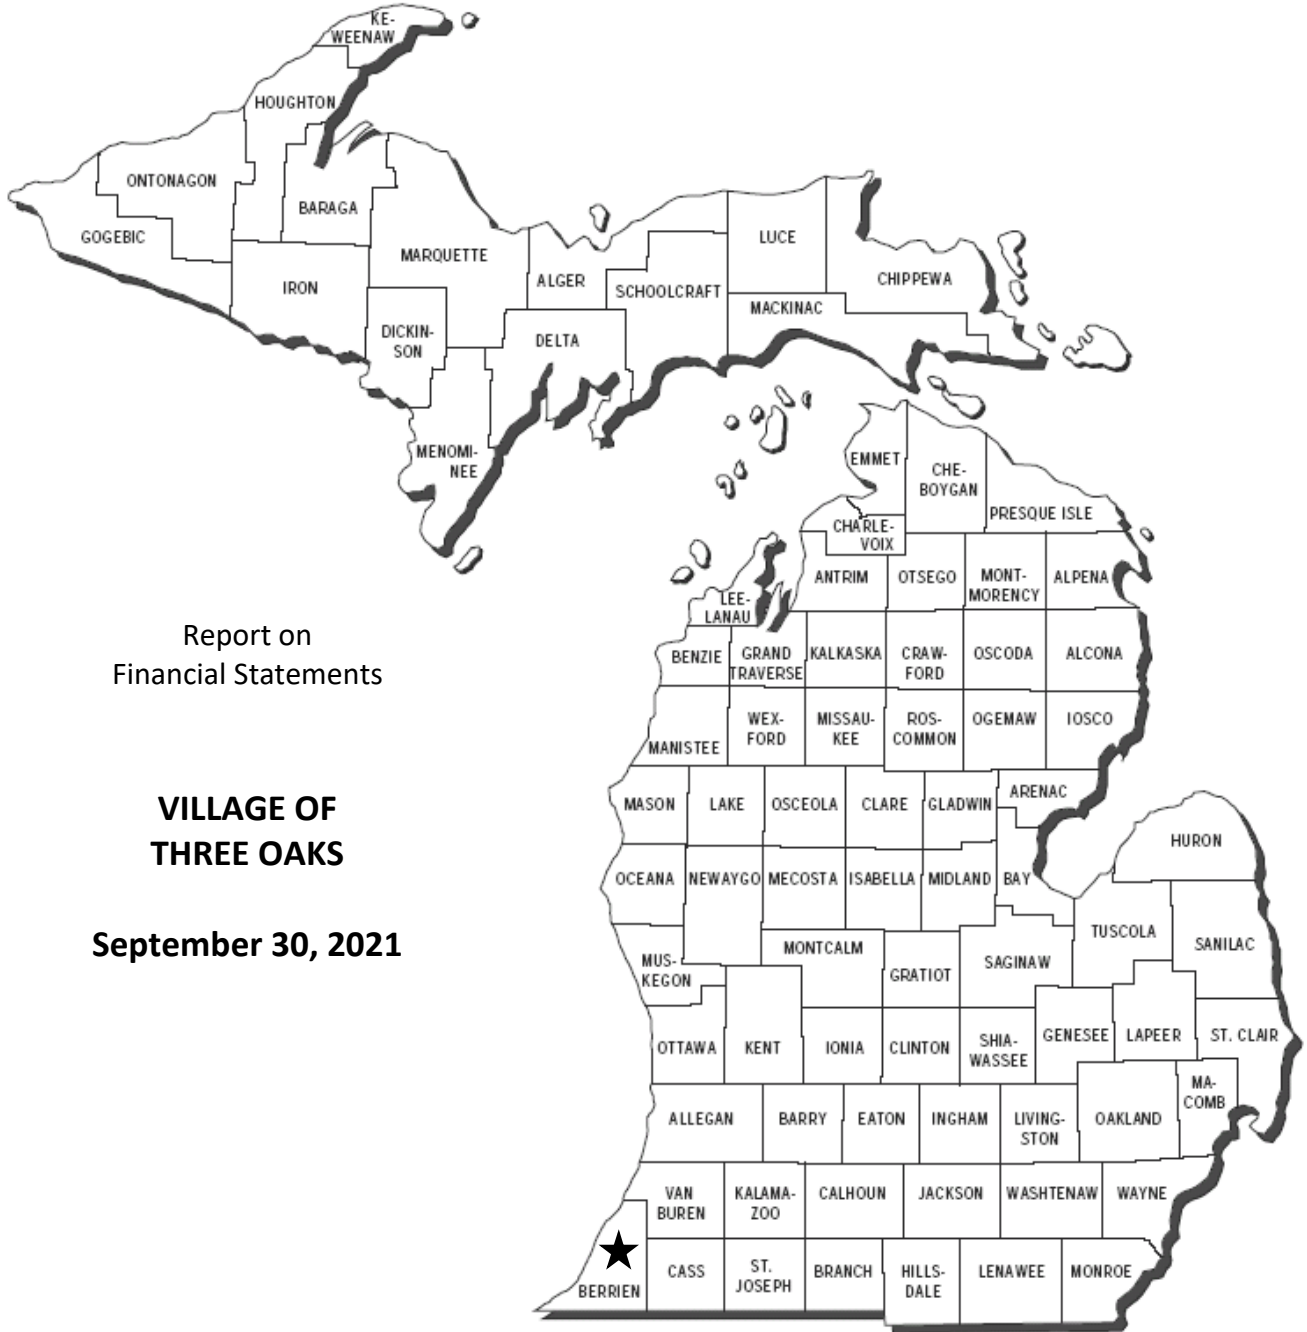 KE-
WEENAW
HOUGHTON
ONTONAGON
BARAGA
GOGEBIC
MARQUETTE
LUCE
ALGER
CHIPPEWA
IRON
SCHOOLCRAFT
MACKINAC
DICKIN-
SON
DELTA
MENOMI-
NEE
EMMET
CHE-
BOYGAN
PRESQUE ISLE
CHARLE-
VOIX
ANTRIM
OTSEGO
MONT-
MORENCY
ALPENA
LEE-
LANAU
Report on
Financial Statements
BENZIE
GRAND
TRAVERSE
KALKASKA
CRAW-
FORD
OSCODA
ALCONA
MANISTEE
WEX-
FORD
MISSAU-
KEE
ROS-
COMMON
OGEMAW
IOSCO
VILLAGE OF
THREE OAKS
MASON
LAKE
OSCEOLA
CLARE
GLADWIN
ARENAC
HURON
OCEANA
NEWAYGO
MECOSTA
ISABELLA
MIDLAND
BAY
September 30, 2021
TUSCOLA
SANILAC
MUS-
KEGON
MONTCALM
GRATIOT
SAGINAW
OTTAWA
KENT
IONIA
CLINTON
SHIA-
WASSEE
GENESEE
LAPEER
ST. CLAIR
ALLEGAN
BARRY
EATON
INGHAM
LIVING-
STON
OAKLAND
MA-
COMB
VAN
BUREN
KALAMA-
ZOO
CALHOUN
JACKSON
WASHTENAW
WAYNE
BERRIEN
CASS
ST.
JOSEPH
BRANCH
HILLS-
DALE
LENAWEE
MONROE